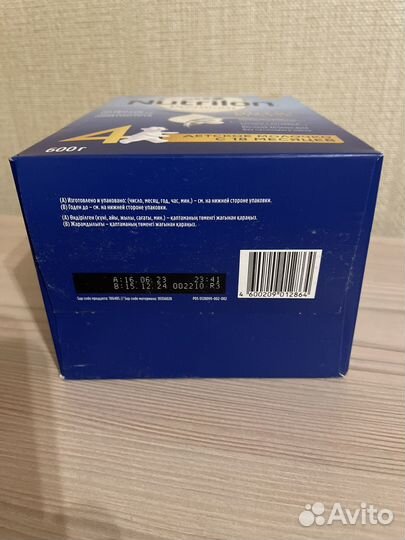 Nutrilon
4
ДЕТСКОЕ МОЛОЧКО
С 18 МЕСЯЦЕВ
600 г
(А) Изготовлено и упаковано: (число, месяц, год, час, мин.) – см. на нижней стороне упаковки.
(В) Годен до – см. на нижней стороне упаковки.
(А) Өндірілген (күні, айы, жылы, сағаты, мин.) – қаптаманың төменгі жағынан қараңыз.
(В) Жарамдылығы – қаптаманың төменгі жағынан қараңыз.
A:16.06.23 23:41
B:15.12.24 002210 R3
4 600209 012864
Avito